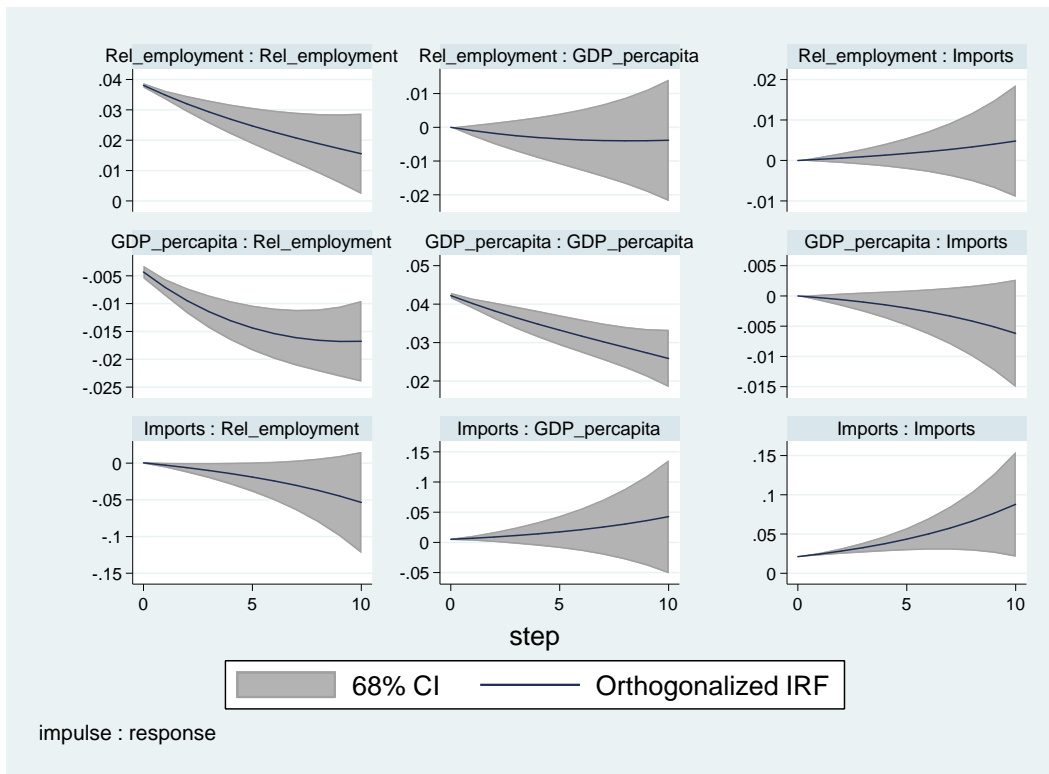 Rel_employment : Rel_employment
Rel_employment : GDP_percapita
Rel_employment : Imports
.04
.03
.02
.01
0
.01
0
-.01
-.02
.02
.01
0
-.01
GDP_percapita : Rel_employment
GDP_percapita : GDP_percapita
GDP_percapita : Imports
-.005
-.01
-.015
-.02
-.025
.05
.04
.03
.02
.005
0
-.005
-.01
-.015
Imports : Rel_employment
Imports : GDP_percapita
Imports : Imports
0
-.05
-.1
-.15
.15
.1
.05
0
-.05
.15
.1
.05
0
0 5 10
0 5 10
0 5 10
step
68% CI
Orthogonalized IRF
impulse : response